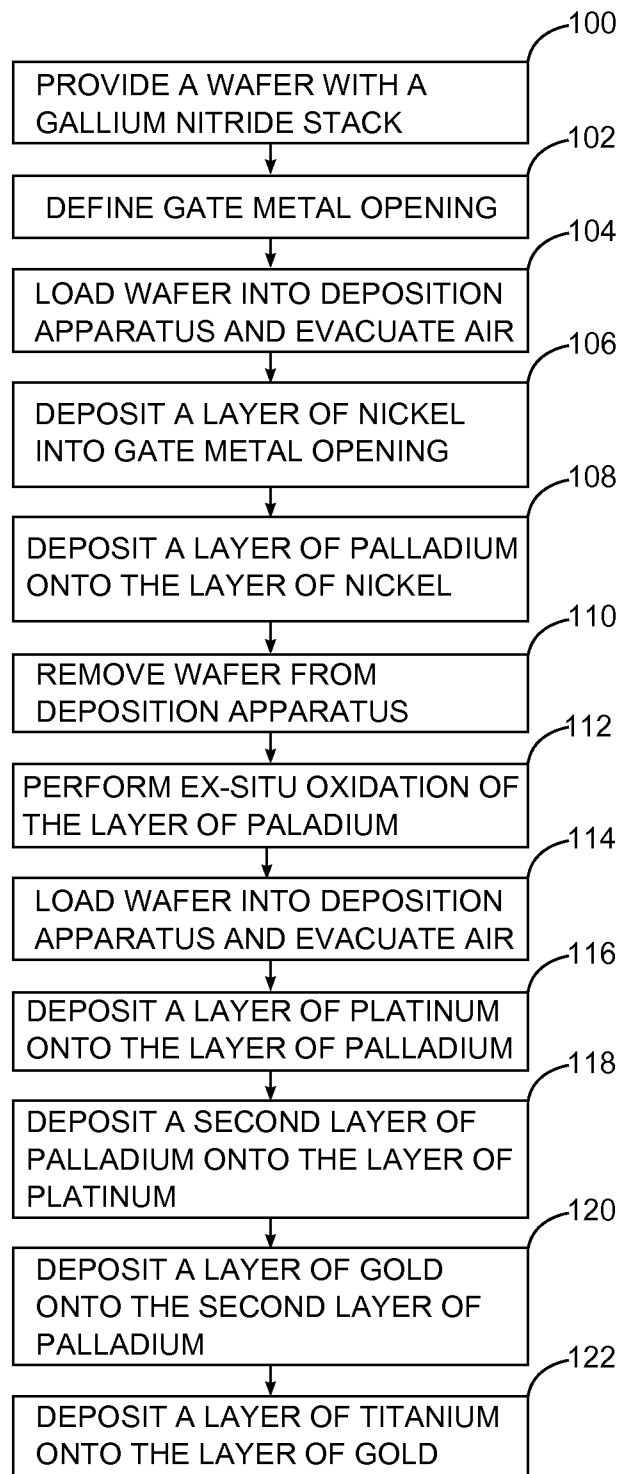 100
PROVIDE A WAFER WITH A
GALLIUM NITRIDE STACK
102
DEFINE GATE METAL OPENING
104
LOAD WAFER INTO DEPOSITION
APPARATUS AND EVACUATE AIR
106
DEPOSIT A LAYER OF NICKEL
INTO GATE METAL OPENING
108
DEPOSIT A LAYER OF PALLADIUM
ONTO THE LAYER OF NICKEL
110
REMOVE WAFER FROM
DEPOSITION APPARATUS
112
PERFORM EX-SITU OXIDATION OF
THE LAYER OF PALADIUM
114
LOAD WAFER INTO DEPOSITION
APPARATUS AND EVACUATE AIR
116
DEPOSIT A LAYER OF PLATINUM
ONTO THE LAYER OF PALLADIUM
118
DEPOSIT A SECOND LAYER OF
PALLADIUM ONTO THE LAYER OF
PLATINUM
120
DEPOSIT A LAYER OF GOLD
ONTO THE SECOND LAYER OF
PALLADIUM
122
DEPOSIT A LAYER OF TITANIUM
ONTO THE LAYER OF GOLD